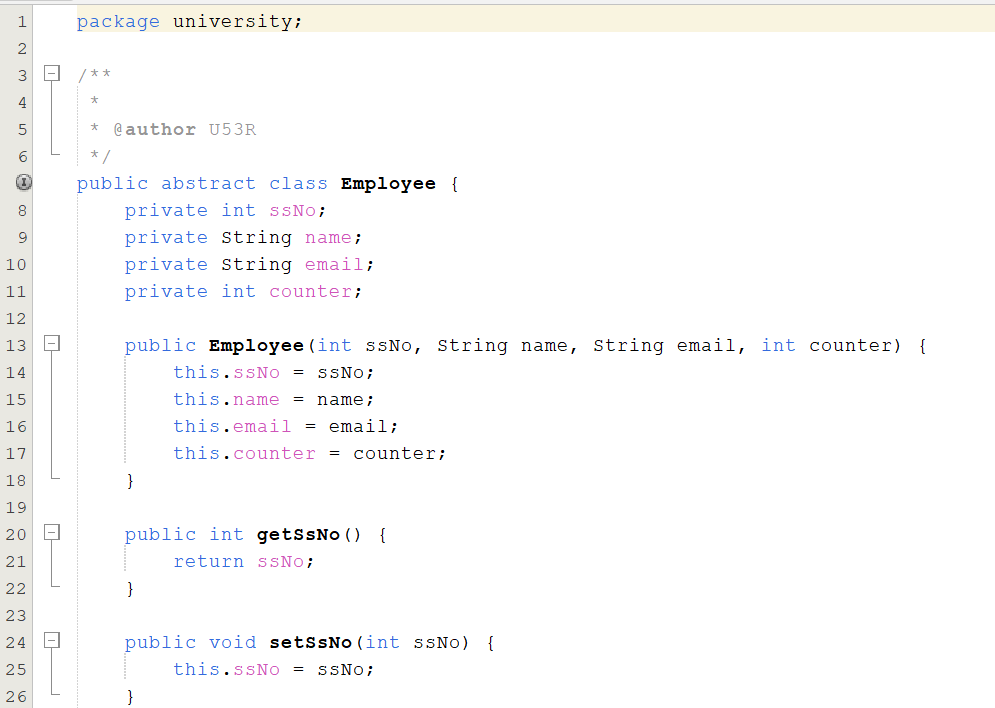 1 package university;
2
3 /**
4  *
5  * @author U53R
6  */
public abstract class Employee {
8     private int ssNo;
9     private String name;
10     private String email;
11     private int counter;
12
13     public Employee(int ssNo, String name, String email, int counter) {
14         this.ssNo = ssNo;
15         this.name = name;
16         this.email = email;
17         this.counter = counter;
18     }
19
20     public int getSsNo() {
21         return ssNo;
22     }
23
24     public void setSsNo(int ssNo) {
25         this.ssNo = ssNo;
26     }